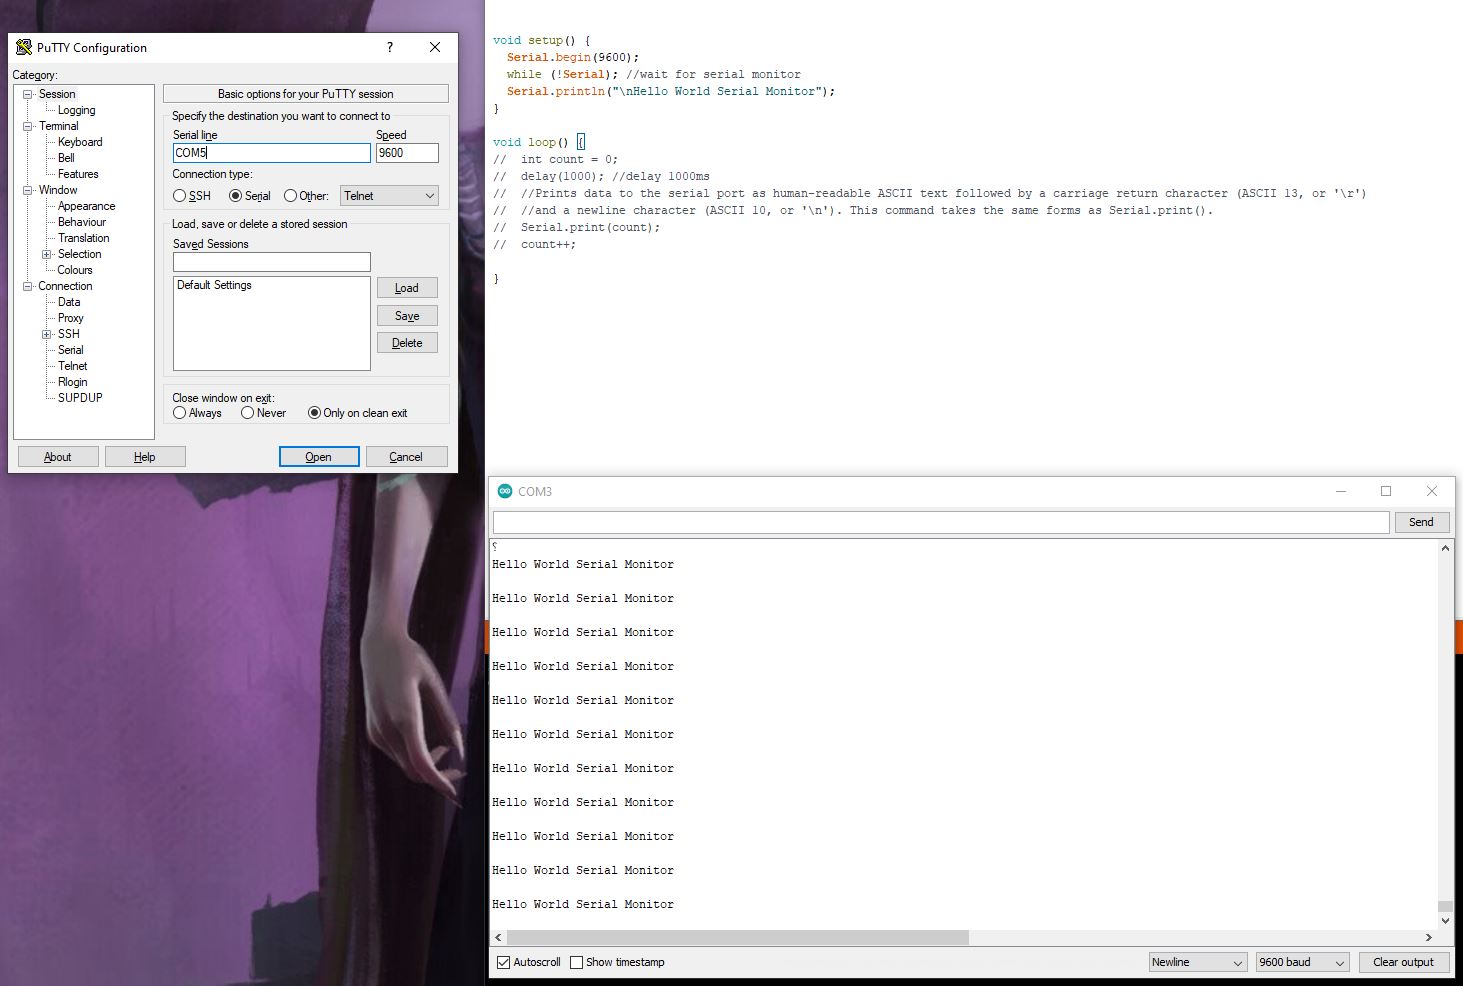 PuTTY Configuration
?
Category:
Session
Logging
Terminal
Keyboard
Bell
Features
Window
Appearance
Behaviour
Translation
Selection
Colours
Connection
Data
Proxy
SSH
Serial
Telnet
Rlogin
SUPDUP
Basic options for your PuTTY session
Specify the destination you want to connect to
Serial line Speed
COM5 9600
Connection type:
SSH Serial Other: Telnet
Load, save or delete a stored session
Saved Sessions
Default Settings
Load
Save
Delete
Close window on exit:
Always Never Only on clean exit
About Help Open Cancel
void setup() {
Serial.begin(9600);
while (!Serial); //wait for serial monitor
Serial.println("\nHello World Serial Monitor");
}
void loop() {
// int count = 0;
// delay(1000); //delay 1000ms
// //Prints data to the serial port as human-readable ASCII text followed by a carriage return character (ASCII 13, or '\r')
// //and a newline character (ASCII 10, or '\n'). This command takes the same forms as Serial.print().
// Serial.print(count);
// count++;
}
COM3
Send
⸮
Hello World Serial Monitor
Hello World Serial Monitor
Hello World Serial Monitor
Hello World Serial Monitor
Hello World Serial Monitor
Hello World Serial Monitor
Hello World Serial Monitor
Hello World Serial Monitor
Hello World Serial Monitor
Hello World Serial Monitor
Hello World Serial Monitor
Autoscroll Show timestamp Newline 9600 baud Clear output